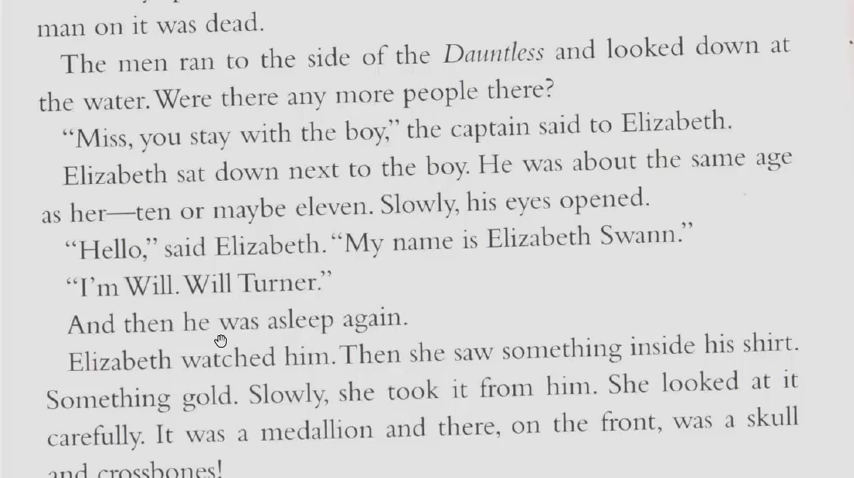 man on it was dead.
The men ran to the side of the Dauntless and looked down at
the water. Were there any more people there?
“Miss, you stay with the boy,” the captain said to Elizabeth.
Elizabeth sat down next to the boy. He was about the same age
as her—ten or maybe eleven. Slowly, his eyes opened.
“Hello,” said Elizabeth. “My name is Elizabeth Swann.”
“I’m Will. Will Turner.”
And then he was asleep again.
Elizabeth watched him. Then she saw something inside his shirt.
Something gold. Slowly, she took it from him. She looked at it
carefully. It was a medallion and there, on the front, was a skull
and crossbones!